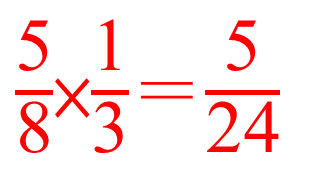 5/8 × 1/3 = 5/24